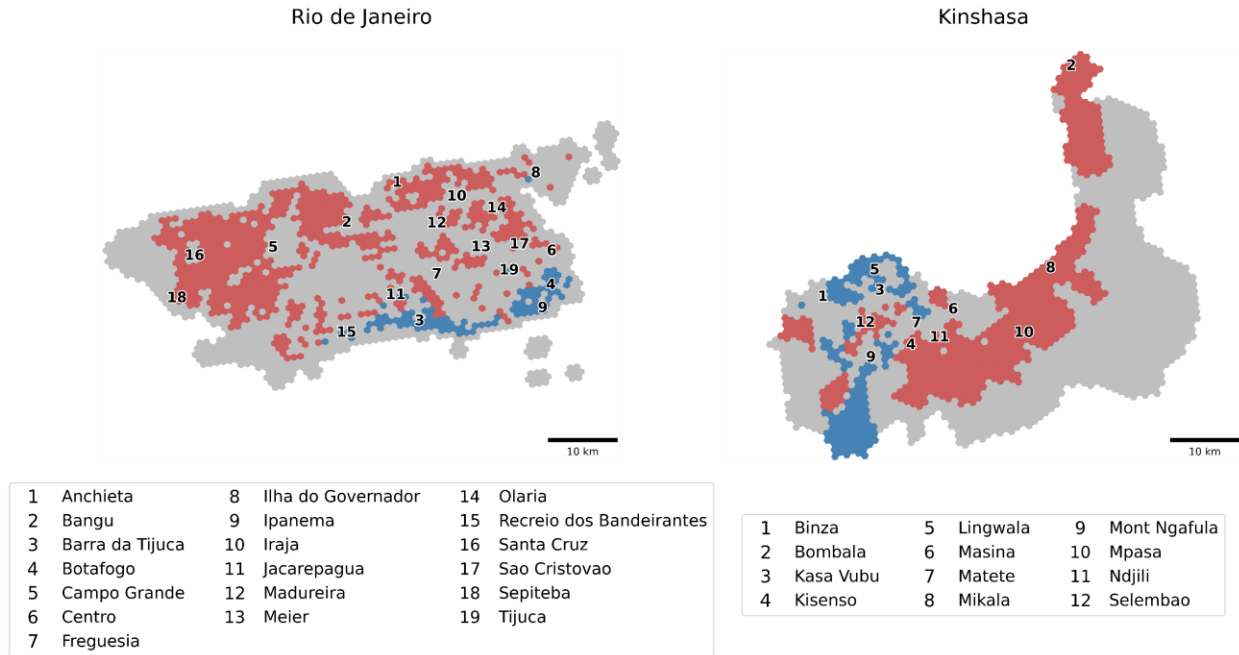 Rio de Janeiro
Kinshasa
1
8
10
2
14
12
5
13
17
6
16
19
7
4
11
18
9
3
15
10 km
2
8
5
3
1
6
12
7
10
11
4
9
10 km
1 Anchieta
2 Bangu
3 Barra da Tijuca
4 Botafogo
5 Campo Grande
6 Centro
7 Freguesia
8 Ilha do Governador
9 Ipanema
10 Iraja
11 Jacarepagua
12 Madureira
13 Meier
14 Olaria
15 Recreio dos Bandeirantes
16 Santa Cruz
17 Sao Cristovao
18 Sepiteba
19 Tijuca
1 Binza
2 Bombala
3 Kasa Vubu
4 Kisenso
5 Lingwala
6 Masina
7 Matete
8 Mikala
9 Mont Ngafula
10 Mpasa
11 Ndjili
12 Selembao